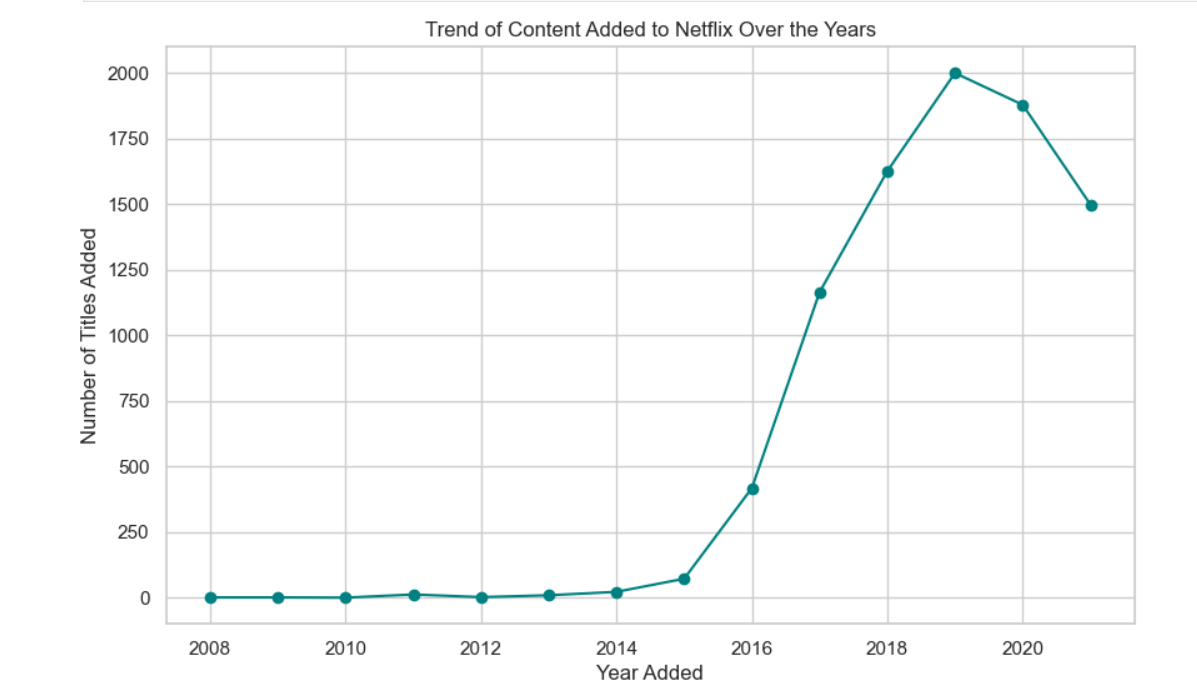 Trend of Content Added to Netflix Over the Years
2000
1750
1500
1250
1000
750
500
250
0
Number of Titles Added
2008 2010 2012 2014 2016 2018 2020
Year Added